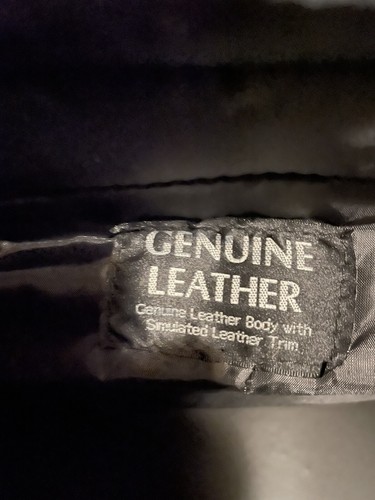 GENUINE
LEATHER
Genuine Leather Body with
Simulated Leather Trim